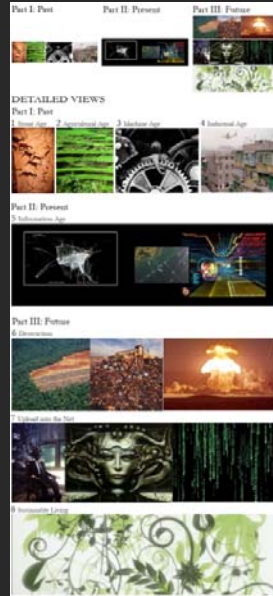 Part I: Past
Part II: Present
Part III: Future
DETAILED VIEWS
Part I: Past
1 Stone Age
2 Agricultural Age
3 Machine Age
4 Industrial Age
Part II: Present
5 Information Age
Part III: Future
6 Destruction
7 Upload into the Net
8 Sustainable Living